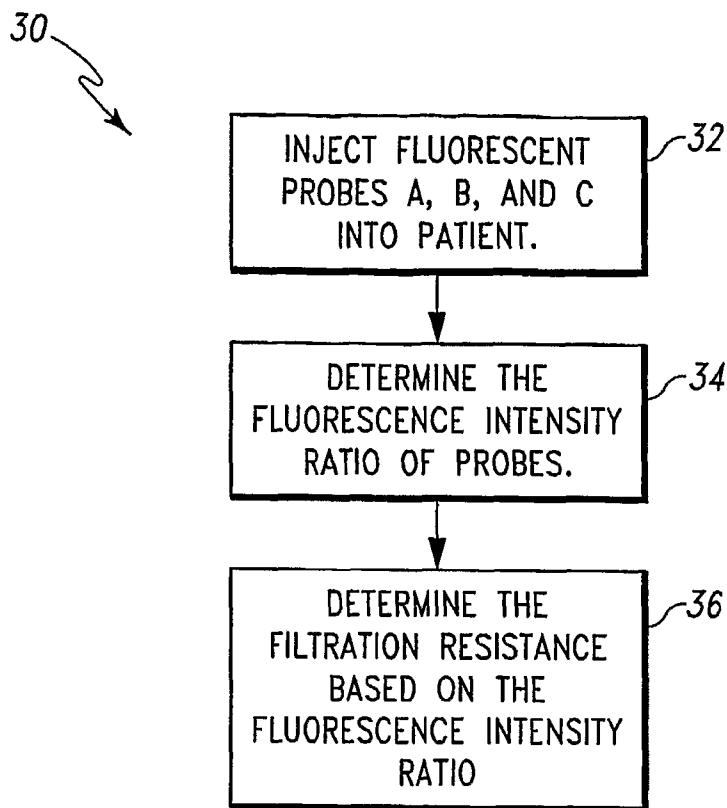 30
INJECT FLUORESCENT
PROBES A, B, AND C
INTO PATIENT.
32
DETERMINE THE
FLUORESCENCE INTENSITY
RATIO OF PROBES.
34
DETERMINE THE
FILTRATION RESISTANCE
BASED ON THE
FLUORESCENCE INTENSITY
RATIO
36